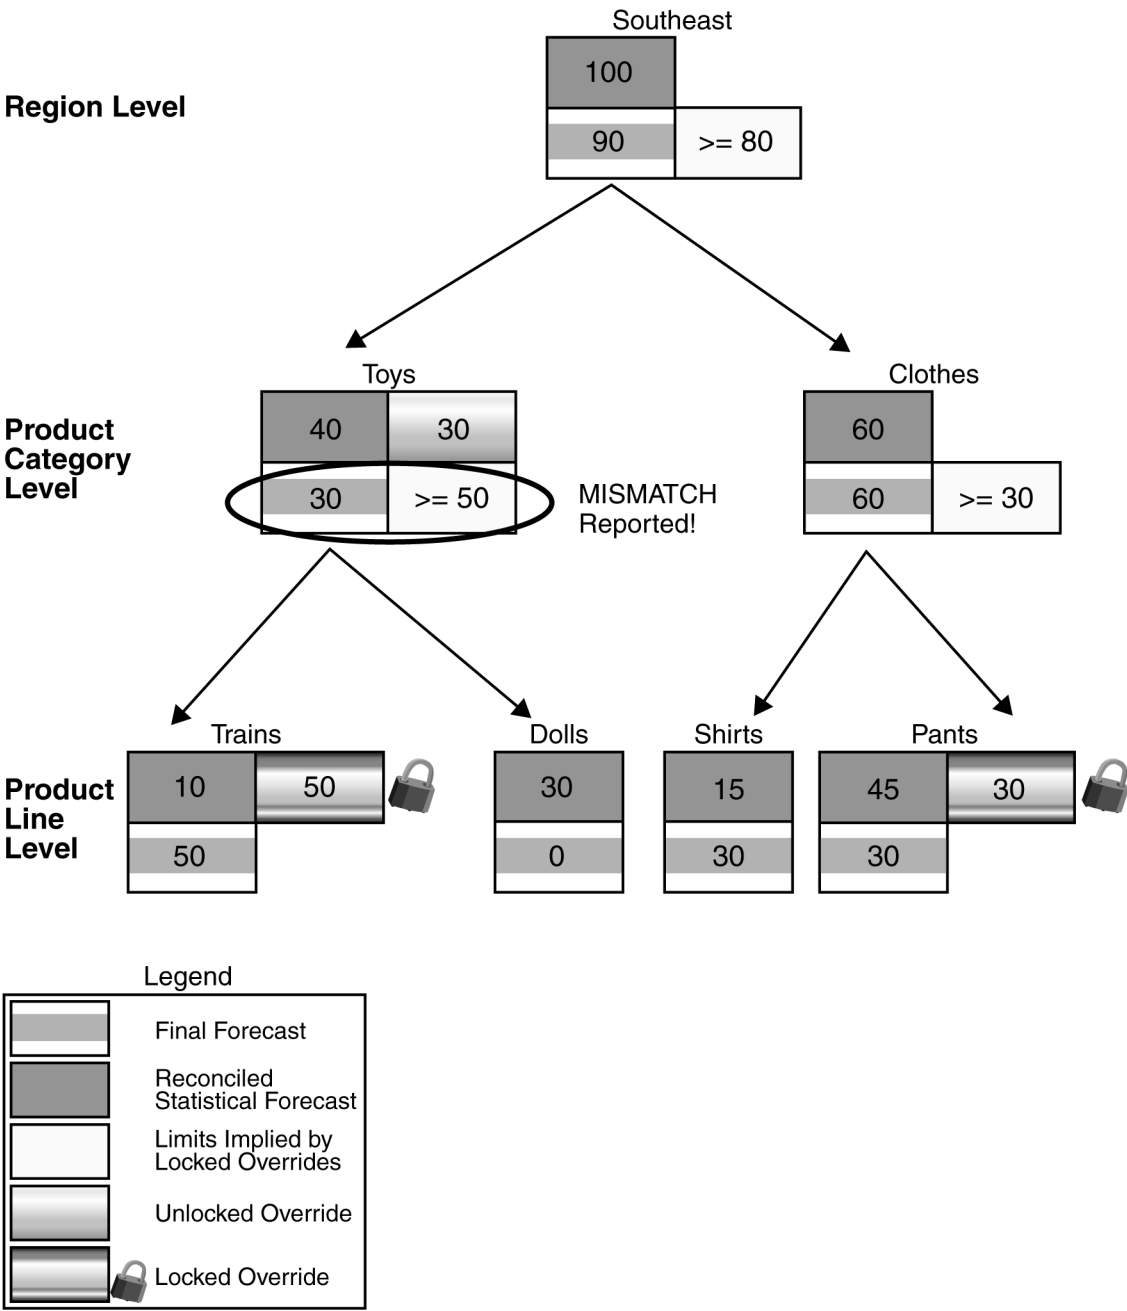 Southeast
100
Region Level
90
>= 80
Toys
Clothes
Product
Category
Level
40
30
60
30
>= 50
MISMATCH
Reported!
60
>= 30
Trains
Dolls
Shirts
Pants
Product
Line
Level
10
50
30
15
45
30
50
0
30
30
Legend
Final Forecast
Reconciled
Statistical Forecast
Limits Implied by
Locked Overrides
Unlocked Override
Locked Override